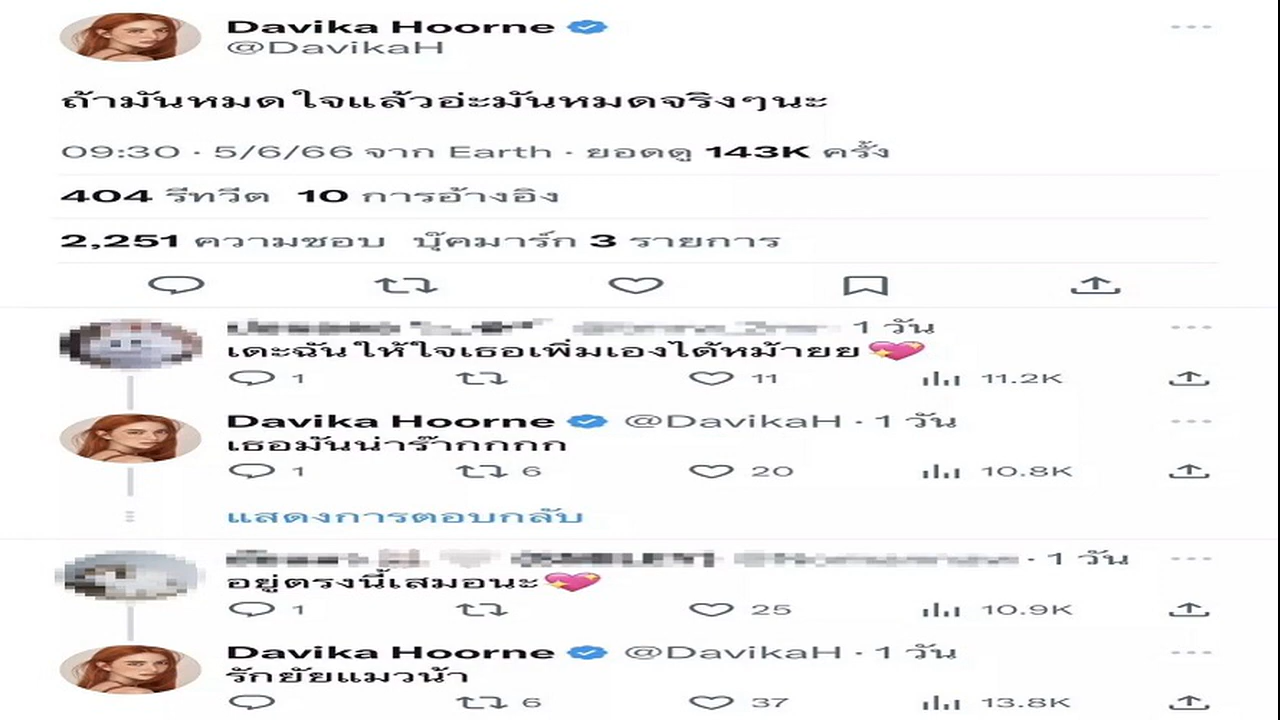 Davika Hoorne
@DavikaH
ถ้ามันหมดใจแล้วอ่ะมันหมดจริงๆนะ
09:30 · 5/6/66 จาก Earth · ยอดดู 143K ครั้ง
404 รีทวีต 10 การอ้างอิง
2,251 ความชอบ บุ๊คมาร์ก 3 รายการ
1 วัน
เดะฉันให้ใจเธอเพิ่มเองได้หม้ายยย💖
1 11 11.2K
Davika Hoorne @DavikaH · 1 วัน
เธอมันน่าร๊ากกกก
1 6 20 10.8K
แสดงการตอบกลับ
· 1 วัน
อยู่ตรงนี้เสมอนะ💖
1 25 10.9K
Davika Hoorne @DavikaH · 1 วัน
รักยัยแมวน้า
6 37 13.8K